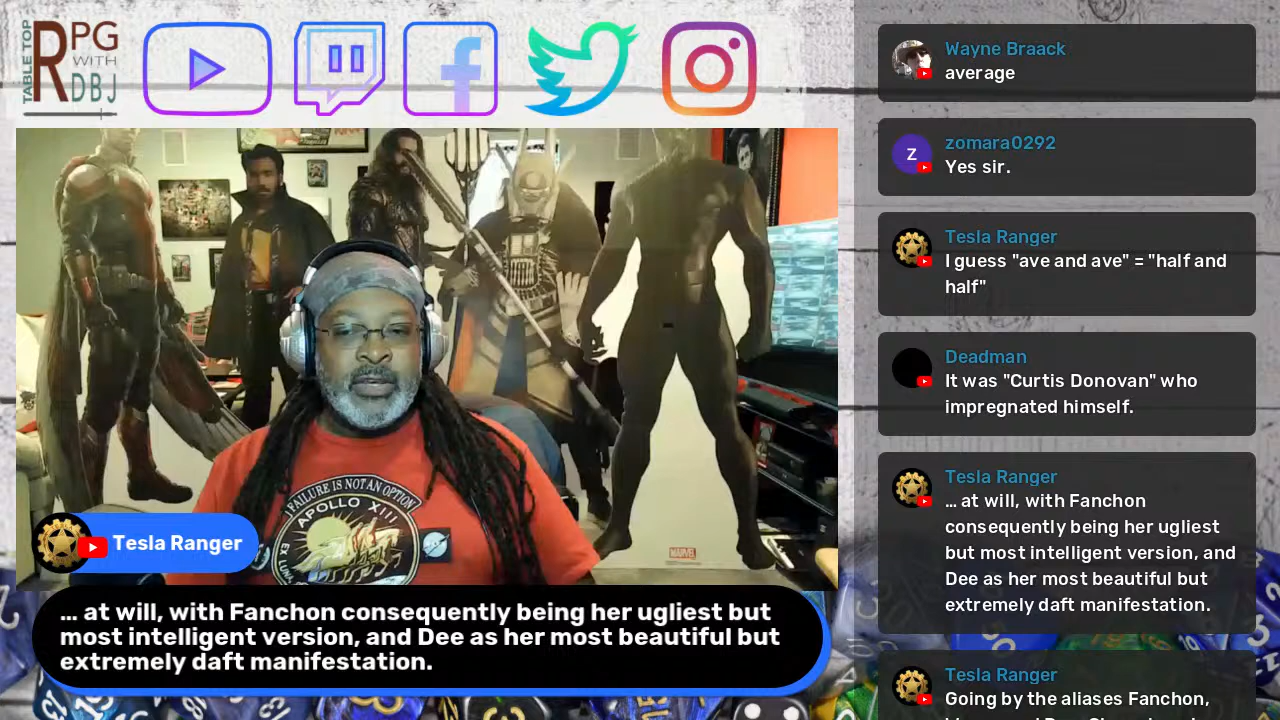 TABLE TOP
RPG
WITH
DBJ
FAILURE IS NOT AN OPTION
APOLLO XIII
MARVEL
Tesla Ranger
... at will, with Fanchon consequently being her ugliest but
most intelligent version, and Dee as her most beautiful but
extremely daft manifestation.
Wayne Braack
average
Z
zomara0292
Yes sir.
Tesla Ranger
I guess "ave and ave" = "half and
half"
Deadman
It was "Curtis Donovan" who
impregnated himself.
Tesla Ranger
... at will, with Fanchon
consequently being her ugliest
but most intelligent version, and
Dee as her most beautiful but
extremely daft manifestation.
Tesla Ranger
Going by the aliases Fanchon,